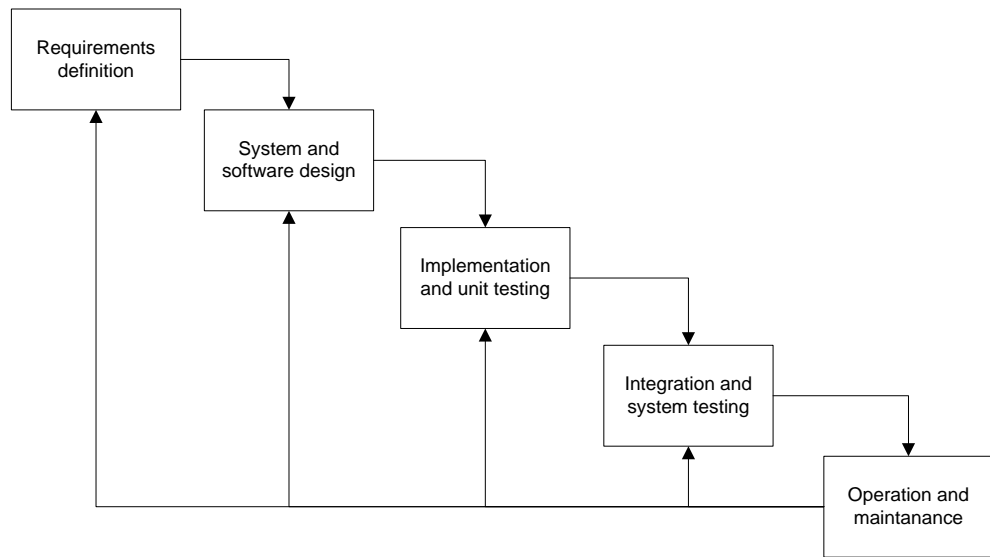 Requirements
definition
System and
software design
Implementation
and unit testing
Integration and
system testing
Operation and
maintanance